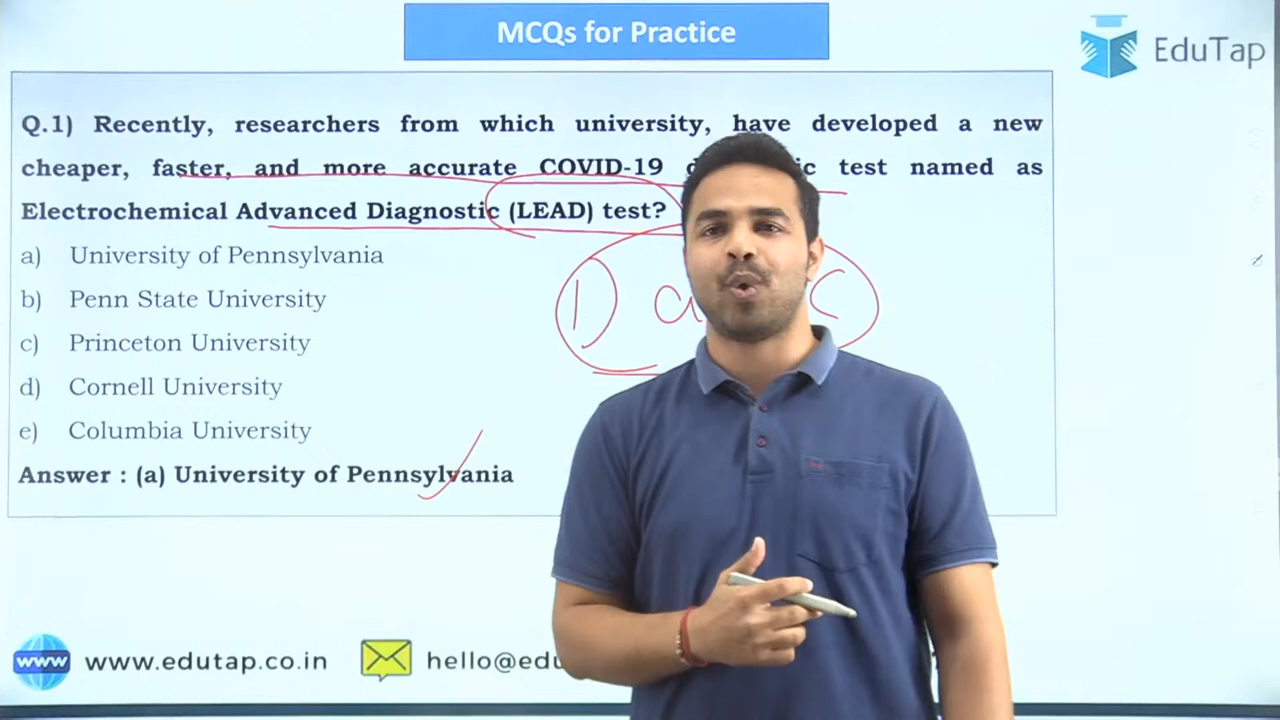 MCQs for Practice
EduTap
Q.1) Recently, researchers from which university, have developed a new
cheaper, faster, and more accurate COVID-19 test named as
Electrochemical Advanced Diagnostic (LEAD) test?
a) University of Pennsylvania
b) Penn State University
c) Princeton University
d) Cornell University
e) Columbia University
Answer : (a) University of Pennsylvania
1) a c
www www.edutap.co.in hello@edu